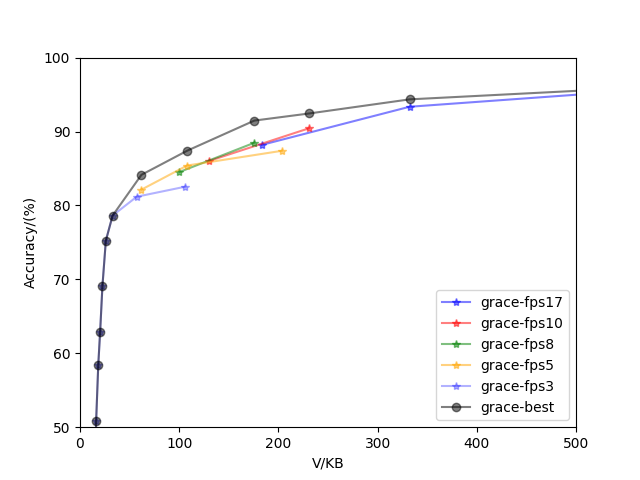 100
90
80
70
60
50
Accuracy/(%)
0 100 200 300 400 500
V/KB
grace-fps17
grace-fps10
grace-fps8
grace-fps5
grace-fps3
grace-best